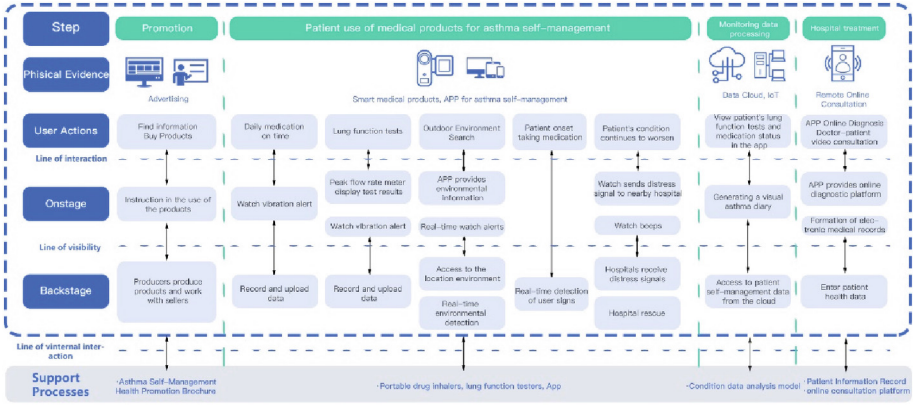 Step
Promotion
Patient use of medical products for asthma self-management
Monitoring data
processing
Hospital treatment
Phisical Evidence
Advertising
Smart medical products, APP for asthma self-management
Data Cloud, IoT
Remote Online
Consultation
User Actions
Find information
Buy Products
Daily medication
on time
Lung function tests
Outdoor Environment
Search
Patient onset
taking medication
Patient's condition
continues to worsen
View patient's lung
function tests and
medication status
in the app
APP Online Diagnosis
Doctor-patient
video consultation
Line of interaction
Onstage
Instruction in the use of
the products
Watch vibration alert
Peak flow rate meter
display test results
Watch vibration alert
APP provides
environmental
information
Real-time watch alerts
Watch sends distress
signal to nearby hospital
Watch beeps
Generating a visual
asthma diary
APP provides online
diagnostic platform
Formation of elec-
tronic medical records
Line of visibility
Backstage
Producers produce
products and work
with sellers
Record and upload
data
Record and upload
data
Access to the
location environment
Real-time
environmental
detection
Real-time detection
of user signs
Hospitals receive
distress signals
Hospital rescue
Access to patient
self-management data
from the cloud
Enter patient
health data
Line of vinternal inter-
action
Support
Processes
·Asthma Self-Management
Health Promotion Brochure
·Portable drug inhalers, lung function testers, App
·Condition data analysis model
·Patient Information Record
·online consultation platform